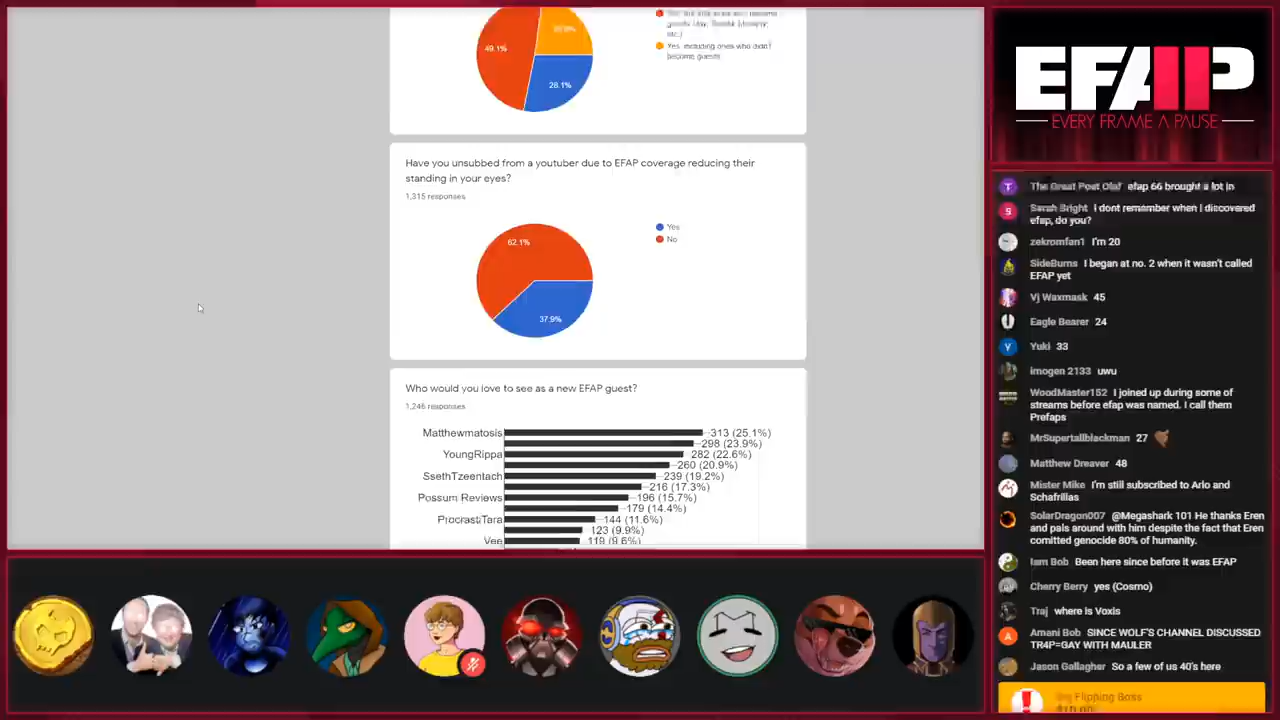 49.1%
28.1%
etc.)
Yes, including ones who didn't
become guests
Have you unsubbed from a youtuber due to EFAP coverage reducing their
standing in your eyes?
1,315 responses
62.1%
37.9%
Yes
No
Who would you love to see as a new EFAP guest?
1,246 responses
Matthewmatosis 313 (25.1%)
298 (23.9%)
YoungRippa 282 (22.6%)
260 (20.9%)
SsethTzeentach 239 (19.2%)
216 (17.3%)
Possum Reviews 196 (15.7%)
179 (14.4%)
ProcrastiTara 144 (11.6%)
123 (9.9%)
Vee 119 (9.6%)
EFAP
EVERY FRAME A PAUSE
The Great Poet Olaf efap 66 brought a lot in
Sarah Bright i dont remember when I discovered
efap, do you?
zekromfan1 I'm 20
SideBurns I began at no. 2 when it wasn't called
EFAP yet
Vj Waxmask 45
Eagle Bearer 24
Yuki 33
imogen 2133 uwu
WoodMaster152 I joined up during some of
streams before efap was named. I call them
Prefaps
MrSupertallblackman 27
Matthew Dreaver 48
Mister Mike I'm still subscribed to Arlo and
Schafrillas
SolarDragon007 @Megashark 101 He thanks Eren
and pals around with him despite the fact that Eren
comitted genocide 80% of humanity.
Iam Bob Been here since before it was EFAP
Cherry Berry yes (Cosmo)
Traj where is Voxis
Amani Bob SINCE WOLF'S CHANNEL DISCUSSED
TR4P=GAY WITH MAULER
Jason Gallagher So a few of us 40's here
Flipping Boss